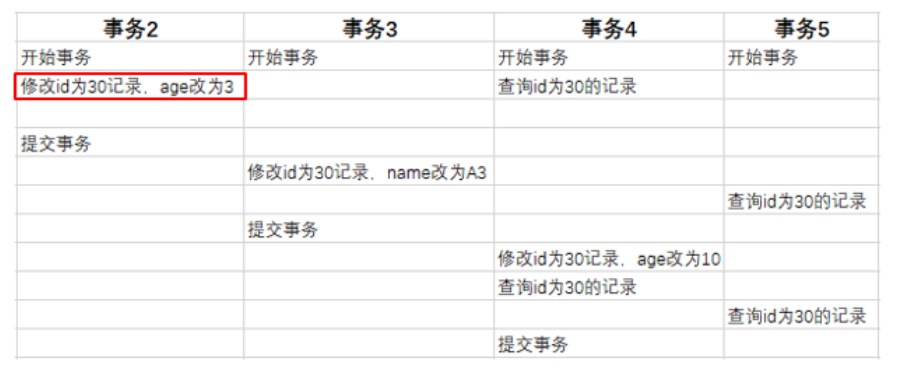 事务2 事务3 事务4 事务5
开始事务 开始事务 开始事务 开始事务
修改id为30记录，age改为3 查询id为30的记录
提交事务
修改id为30记录，name改为A3
查询id为30的记录
提交事务
修改id为30记录，age改为10
查询id为30的记录
查询id为30的记录
提交事务